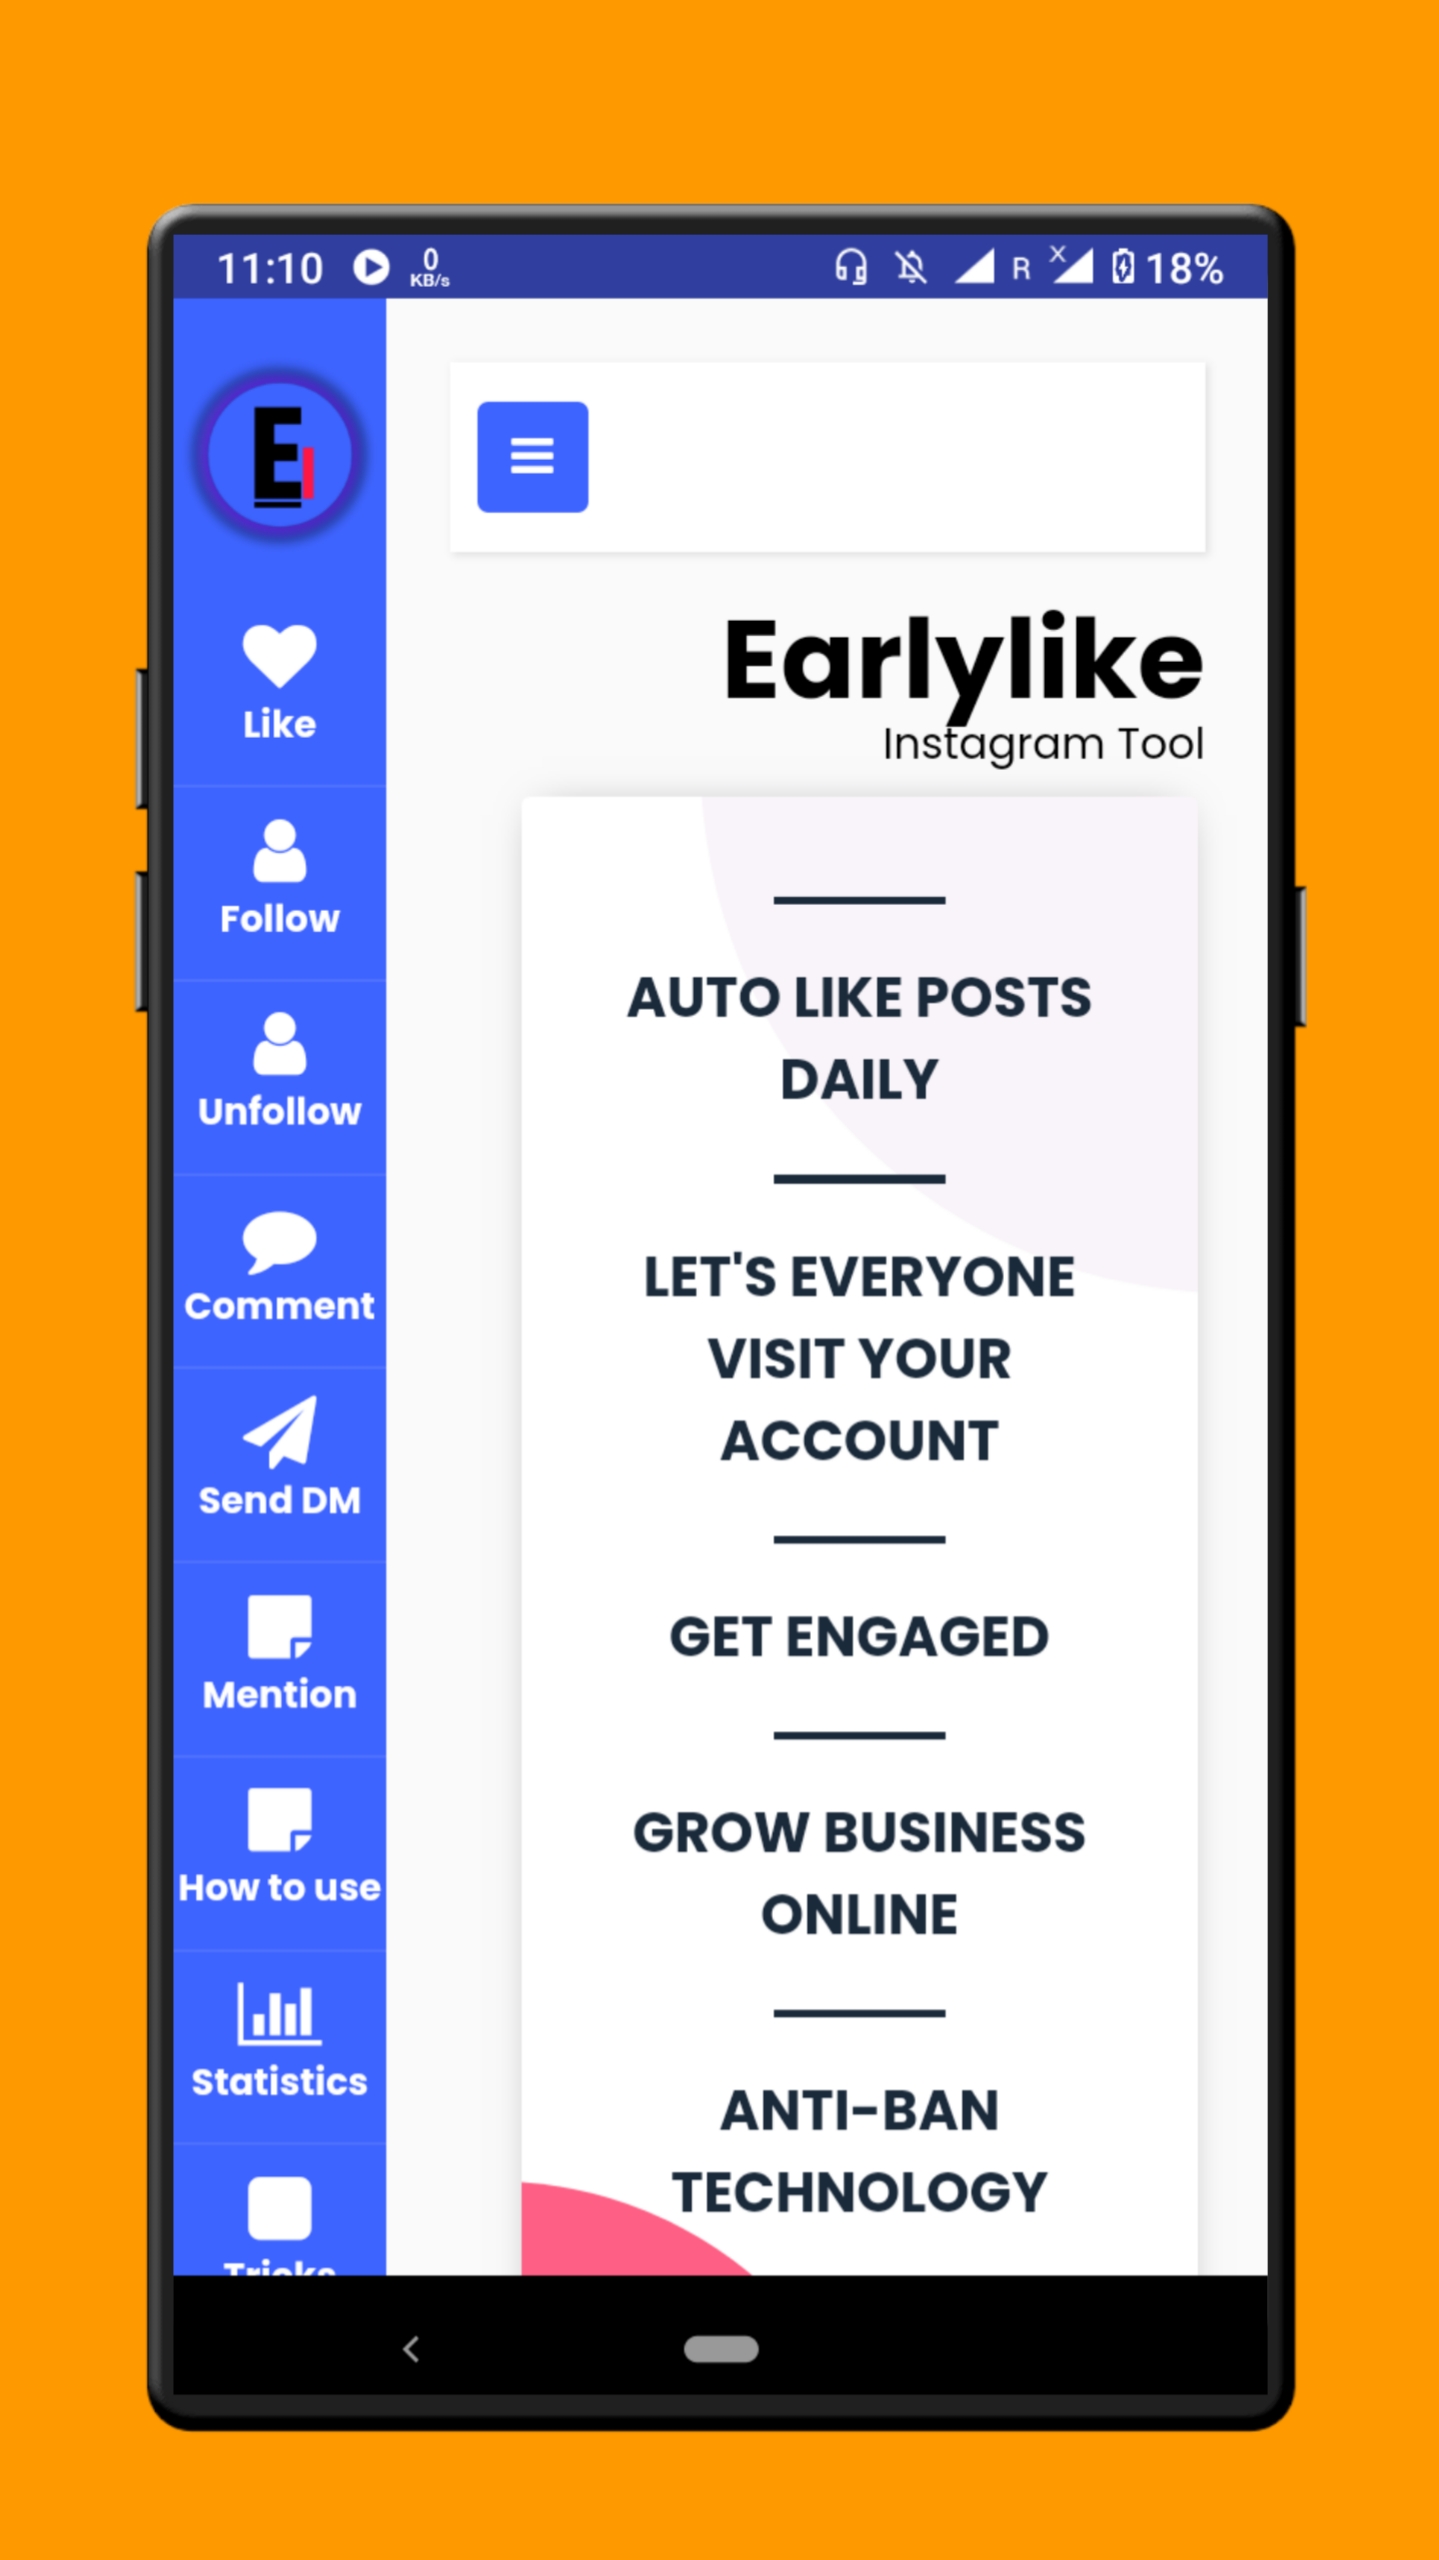 11:10 0 KB/s R X 18%
E
Like
Follow
Unfollow
Comment
Send DM
Mention
How to use
Statistics
Tricks
Earlylike
Instagram Tool
AUTO LIKE POSTS
DAILY
LET'S EVERYONE
VISIT YOUR
ACCOUNT
GET ENGAGED
GROW BUSINESS
ONLINE
ANTI-BAN
TECHNOLOGY